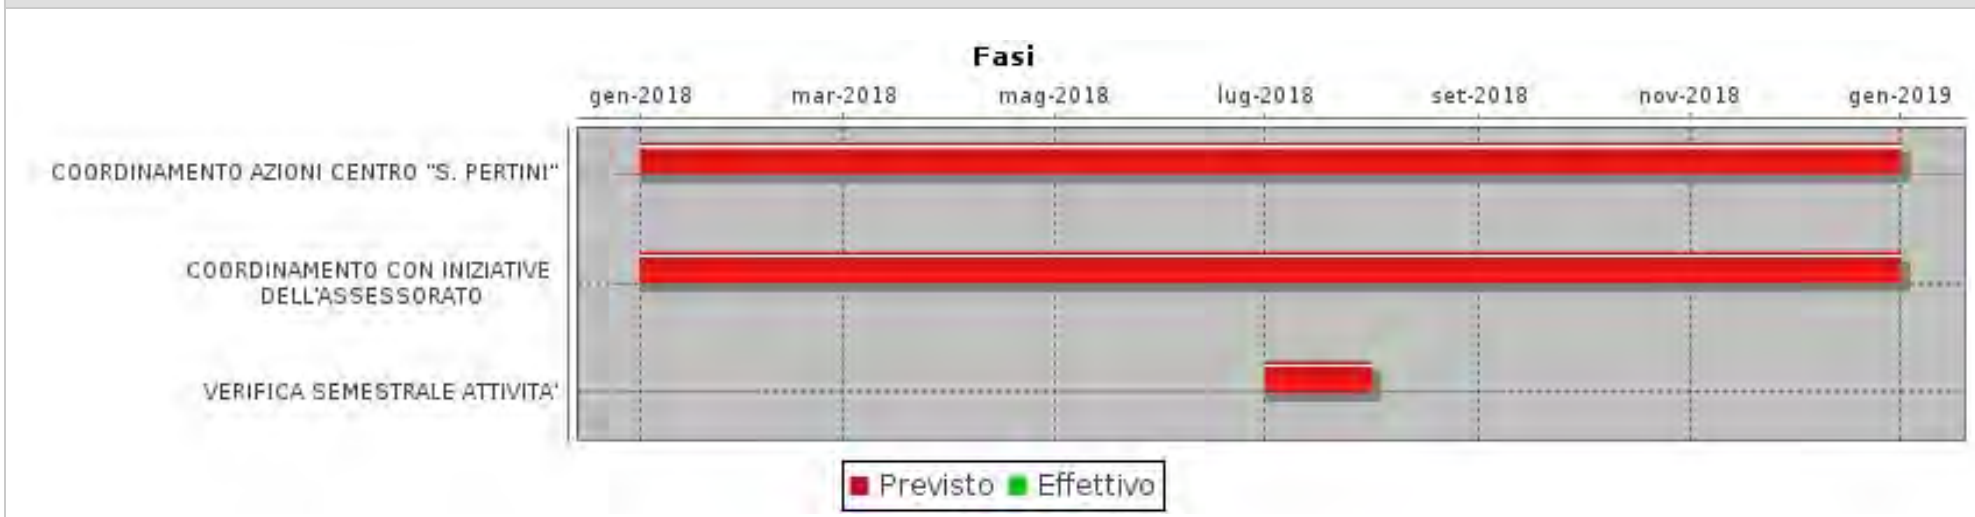 Fasi
gen-2018 mar-2018 mag-2018 lug-2018 set-2018 nov-2018 gen-2019
COORDINAMENTO AZIONI CENTRO "S. PERTINI"
COORDINAMENTO CON INIZIATIVE
DELL'ASSESSORATO
VERIFICA SEMESTRALE ATTIVITA'
Previsto Effettivo